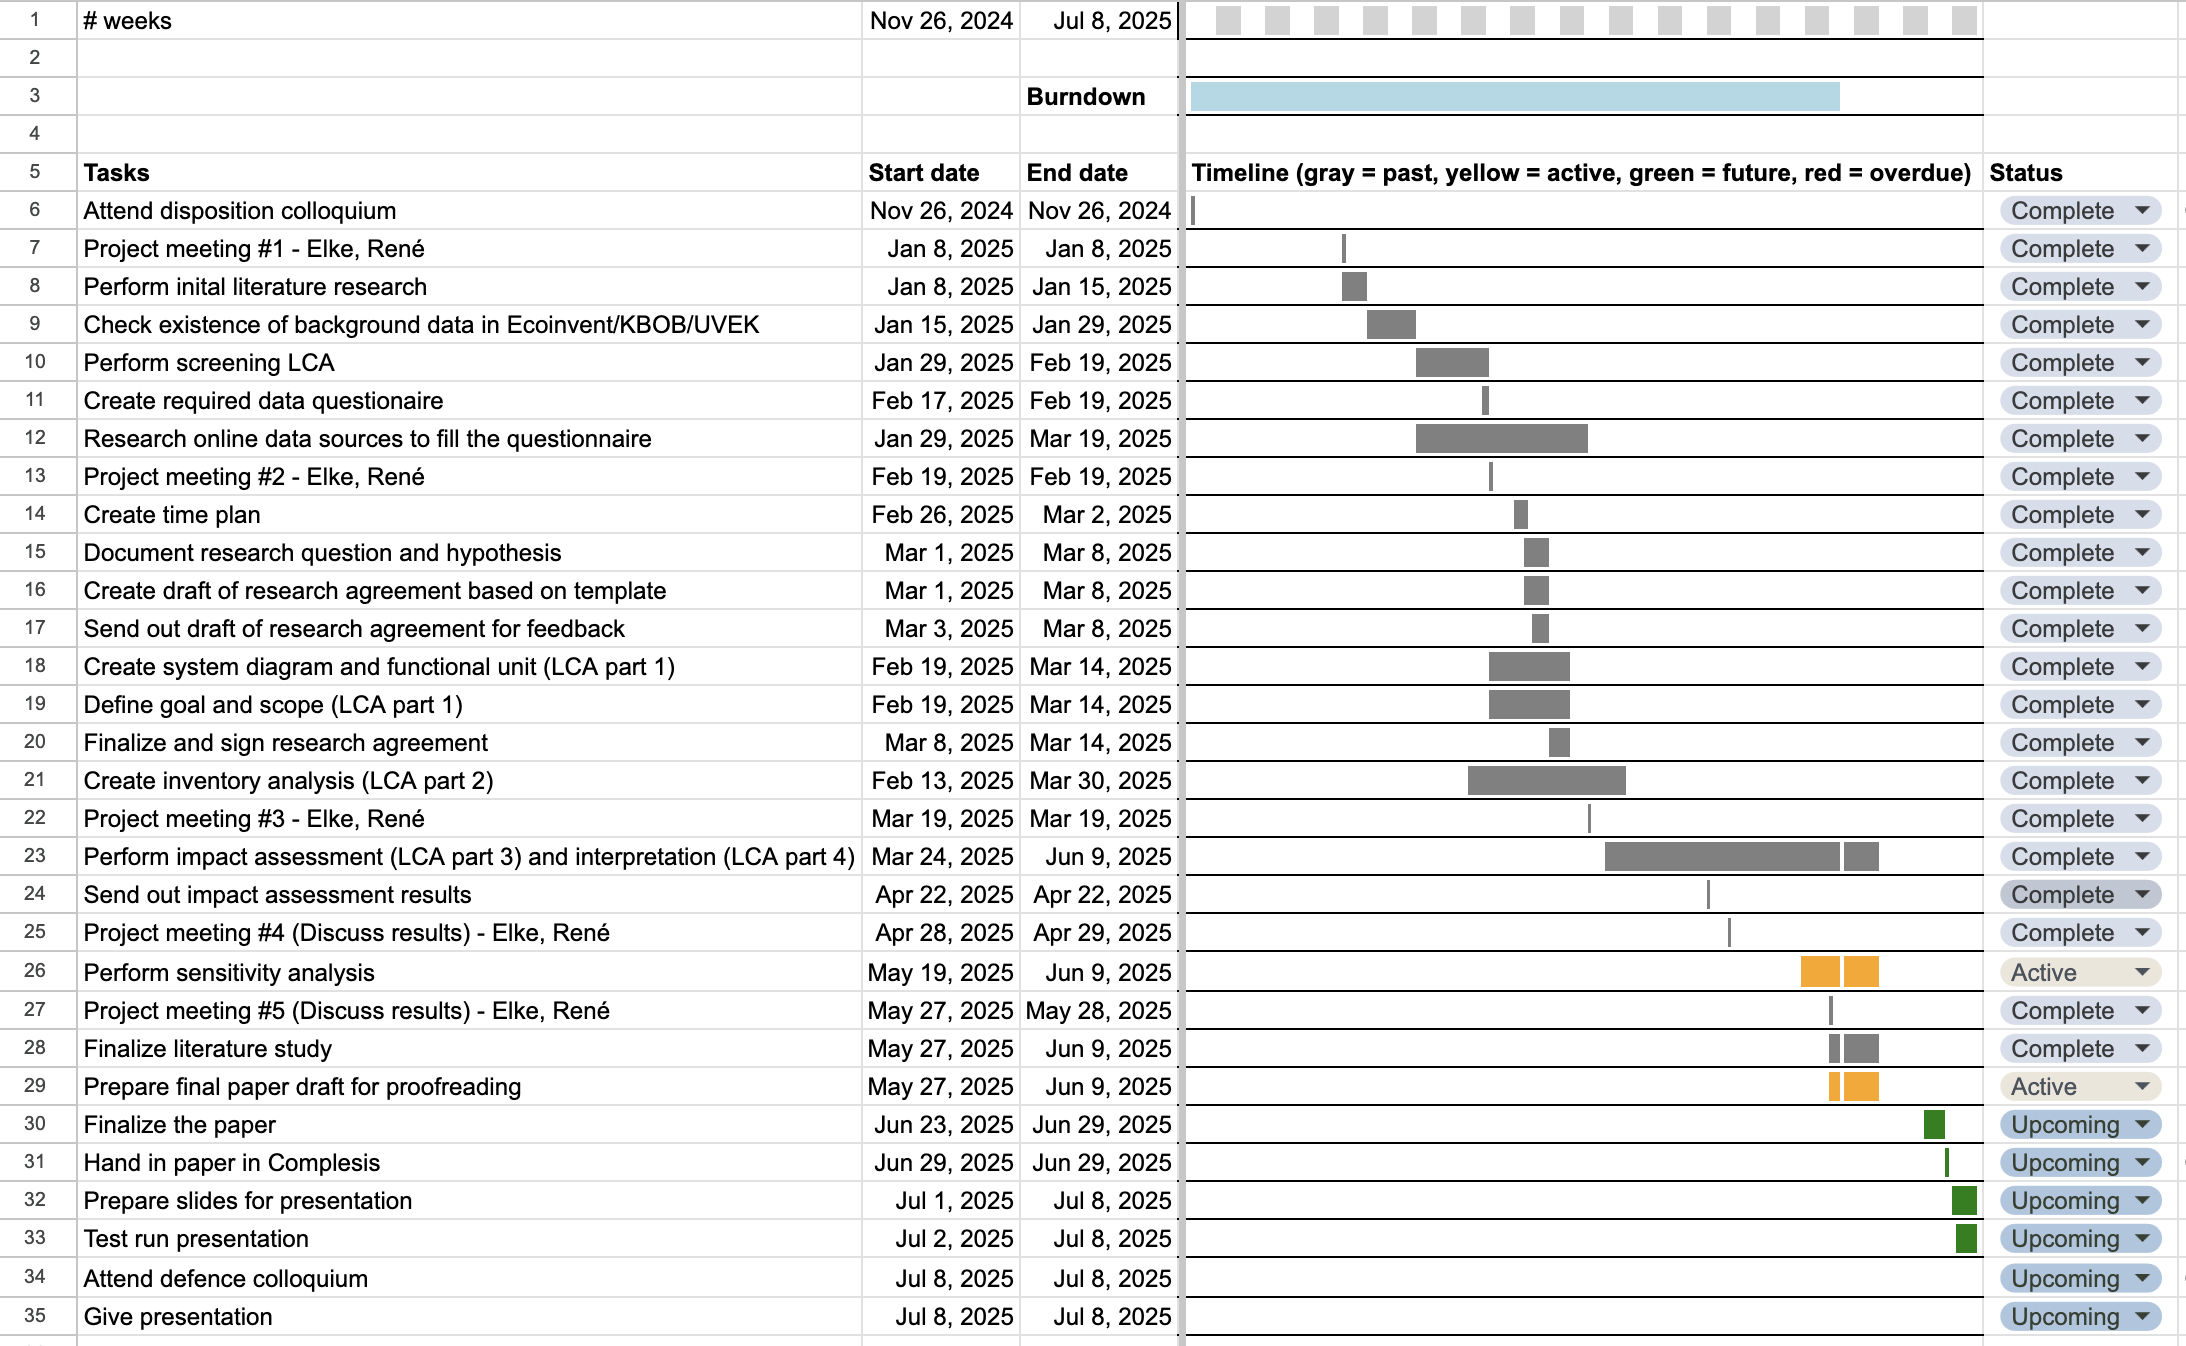 1 # weeks Nov 26, 2024 Jul 8, 2025
2
3 Burndown
4
5 Tasks Start date End date Timeline (gray = past, yellow = active, green = future, red = overdue) Status
6 Attend disposition colloquium Nov 26, 2024 Nov 26, 2024 Complete
7 Project meeting #1 - Elke, René Jan 8, 2025 Jan 8, 2025 Complete
8 Perform inital literature research Jan 8, 2025 Jan 15, 2025 Complete
9 Check existence of background data in Ecoinvent/KBOB/UVEK Jan 15, 2025 Jan 29, 2025 Complete
10 Perform screening LCA Jan 29, 2025 Feb 19, 2025 Complete
11 Create required data questionaire Feb 17, 2025 Feb 19, 2025 Complete
12 Research online data sources to fill the questionnaire Jan 29, 2025 Mar 19, 2025 Complete
13 Project meeting #2 - Elke, René Feb 19, 2025 Feb 19, 2025 Complete
14 Create time plan Feb 26, 2025 Mar 2, 2025 Complete
15 Document research question and hypothesis Mar 1, 2025 Mar 8, 2025 Complete
16 Create draft of research agreement based on template Mar 1, 2025 Mar 8, 2025 Complete
17 Send out draft of research agreement for feedback Mar 3, 2025 Mar 8, 2025 Complete
18 Create system diagram and functional unit (LCA part 1) Feb 19, 2025 Mar 14, 2025 Complete
19 Define goal and scope (LCA part 1) Feb 19, 2025 Mar 14, 2025 Complete
20 Finalize and sign research agreement Mar 8, 2025 Mar 14, 2025 Complete
21 Create inventory analysis (LCA part 2) Feb 13, 2025 Mar 30, 2025 Complete
22 Project meeting #3 - Elke, René Mar 19, 2025 Mar 19, 2025 Complete
23 Perform impact assessment (LCA part 3) and interpretation (LCA part 4) Mar 24, 2025 Jun 9, 2025 Complete
24 Send out impact assessment results Apr 22, 2025 Apr 22, 2025 Complete
25 Project meeting #4 (Discuss results) - Elke, René Apr 28, 2025 Apr 29, 2025 Complete
26 Perform sensitivity analysis May 19, 2025 Jun 9, 2025 Active
27 Project meeting #5 (Discuss results) - Elke, René May 27, 2025 May 28, 2025 Complete
28 Finalize literature study May 27, 2025 Jun 9, 2025 Complete
29 Prepare final paper draft for proofreading May 27, 2025 Jun 9, 2025 Active
30 Finalize the paper Jun 23, 2025 Jun 29, 2025 Upcoming
31 Hand in paper in Complesis Jun 29, 2025 Jun 29, 2025 Upcoming
32 Prepare slides for presentation Jul 1, 2025 Jul 8, 2025 Upcoming
33 Test run presentation Jul 2, 2025 Jul 8, 2025 Upcoming
34 Attend defence colloquium Jul 8, 2025 Jul 8, 2025 Upcoming
35 Give presentation Jul 8, 2025 Jul 8, 2025 Upcoming